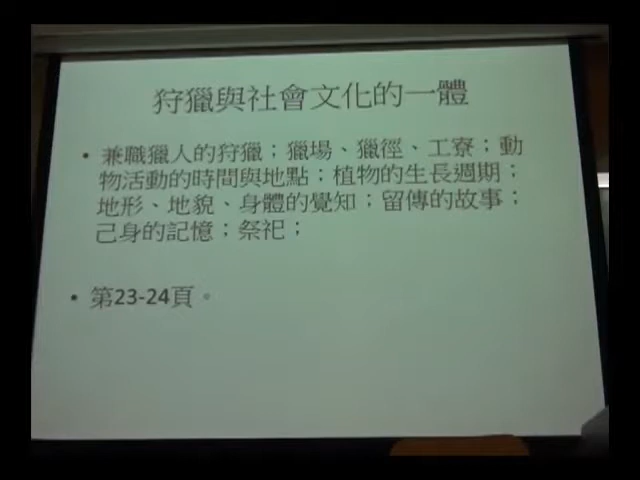 狩獵與社會文化的一體
• 兼職獵人的狩獵；獵場、獵徑、工寮；動
物活動的時間與地點；植物的生長週期；
地形、地貌、身體的覺知；留傳的故事；
己身的記憶；祭祀；
• 第23-24頁。